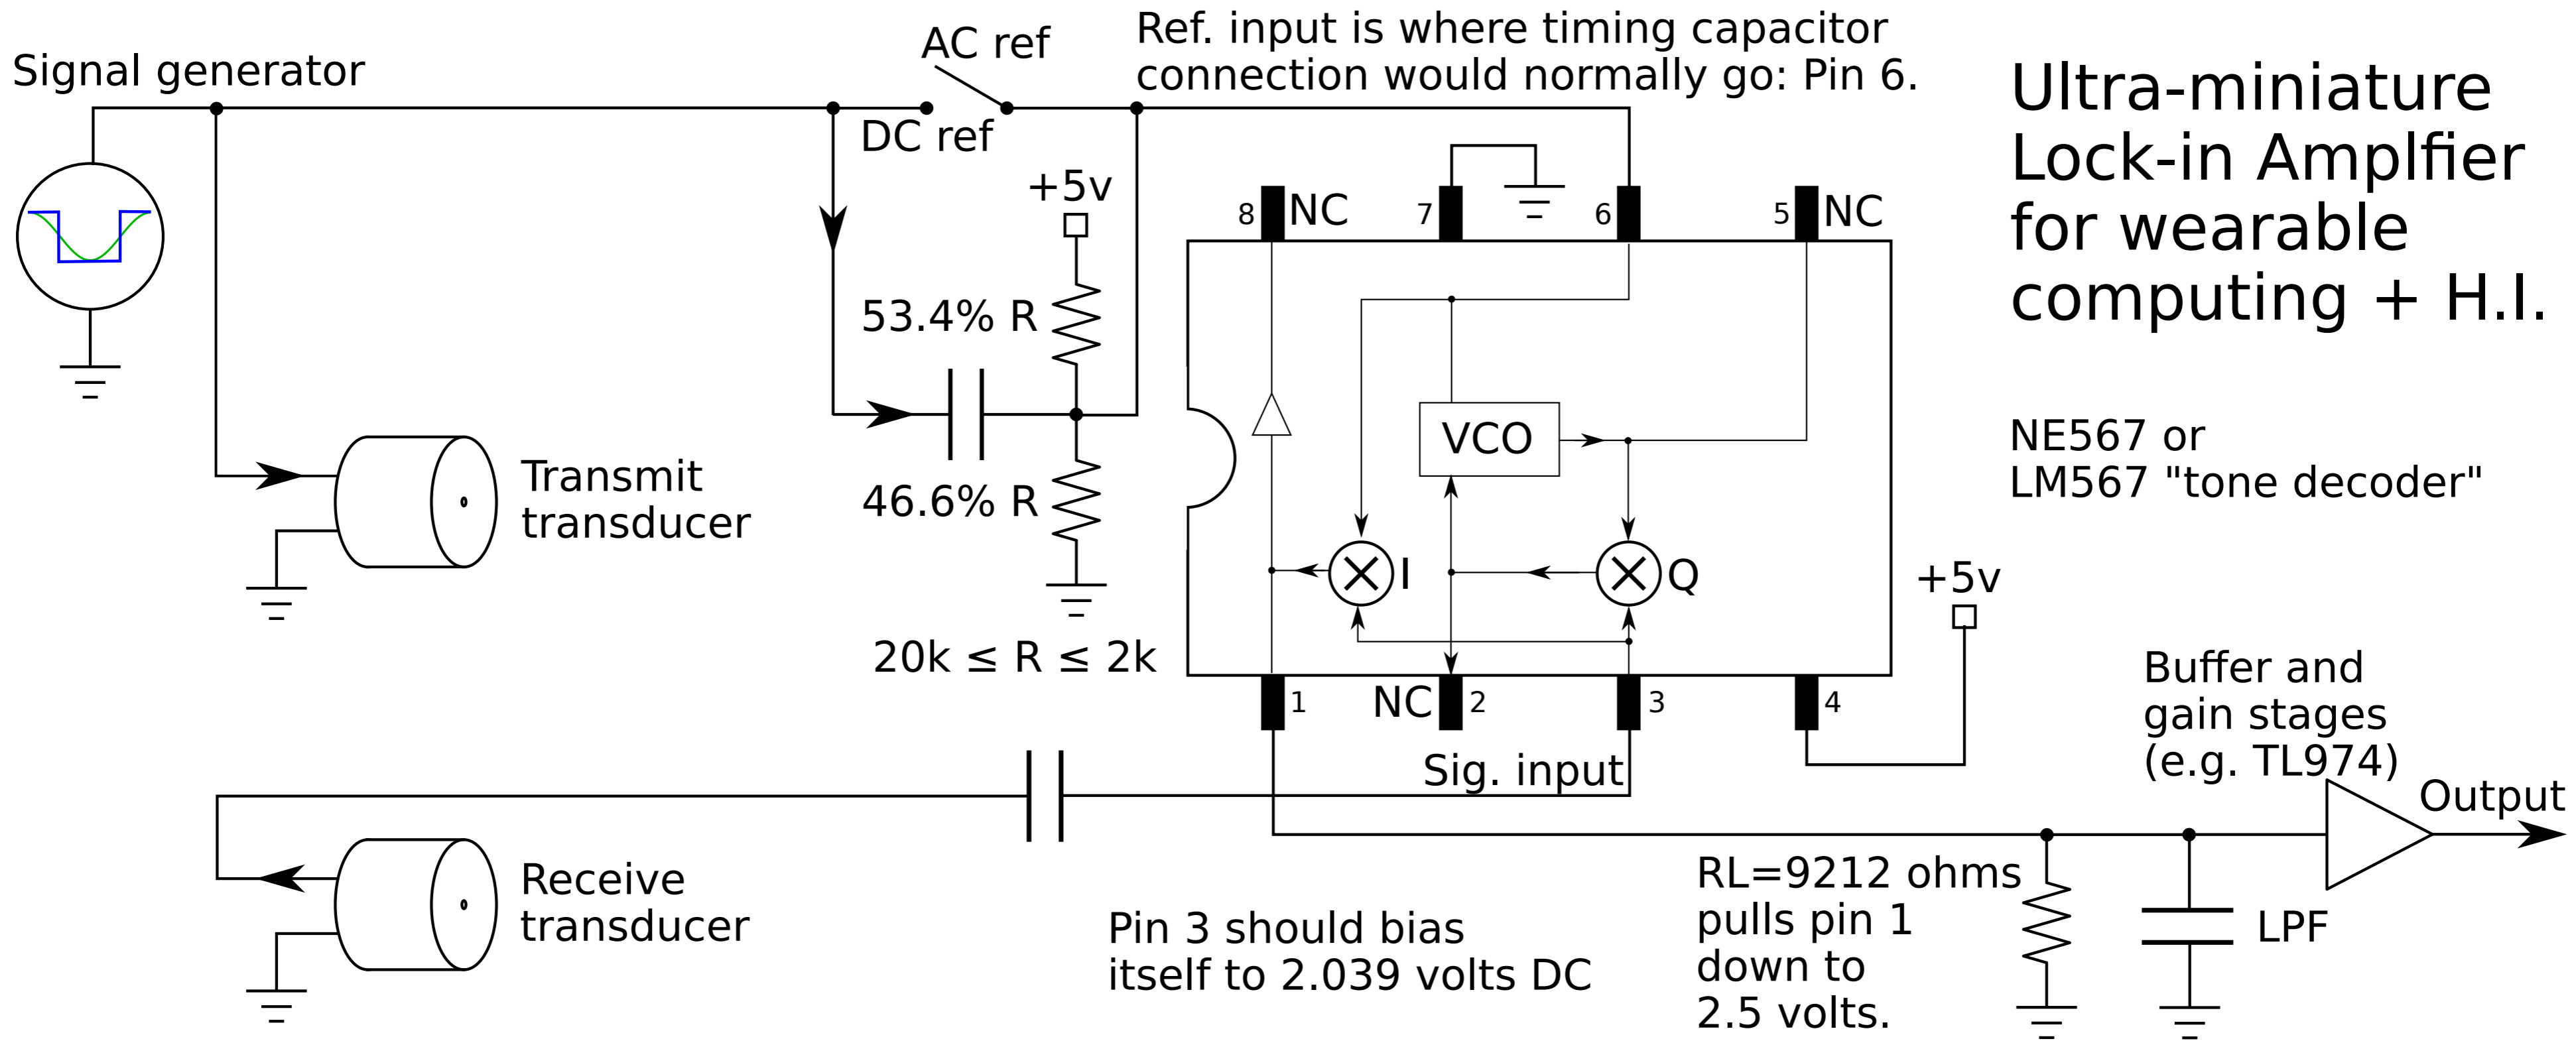 Signal generator
AC ref
DC ref
Ref. input is where timing capacitor
connection would normally go: Pin 6.
Ultra-miniature
Lock-in Amplfier
for wearable
computing + H.I.
+5v
8 NC
7
6
5 NC
53.4% R
46.6% R
20k ≤ R ≤ 2k
Transmit
transducer
VCO
I
Q
NE567 or
LM567 "tone decoder"
+5v
1
NC 2
3
4
Sig. input
Buffer and
gain stages
(e.g. TL974)
Output
Receive
transducer
Pin 3 should bias
itself to 2.039 volts DC
RL=9212 ohms
pulls pin 1
down to
2.5 volts.
LPF